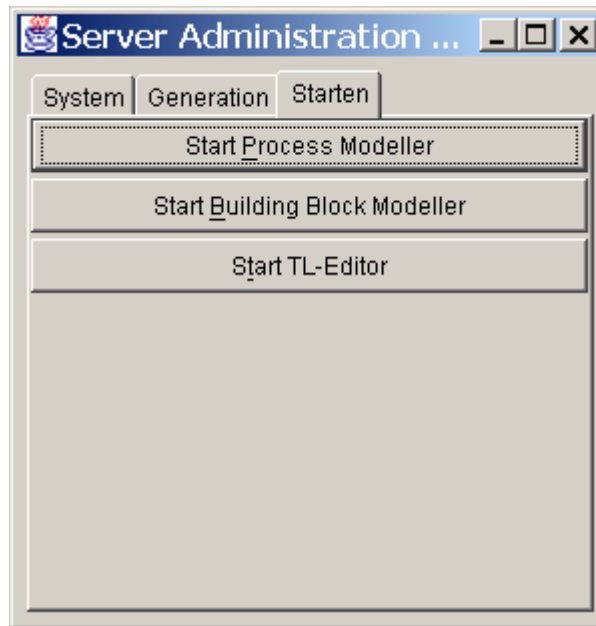 Server Administration ...
System Generation Starten
Start Process Modeller
Start Building Block Modeller
Start TL-Editor